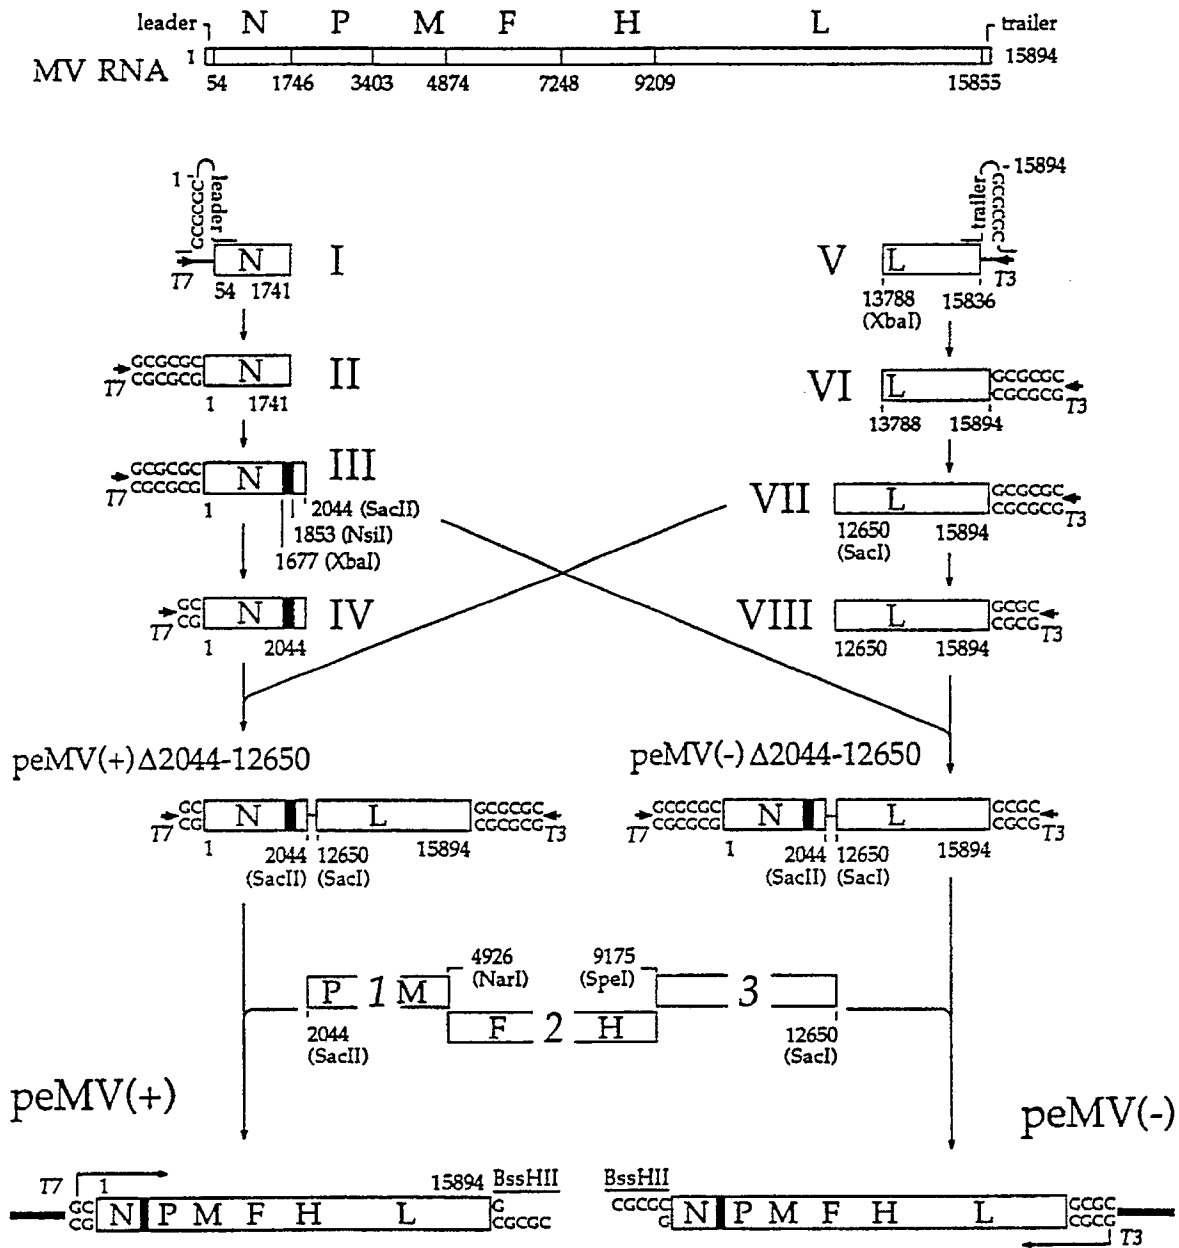 leader N P M F H L trailer
MV RNA 1 15894
54 1746 3403 4874 7248 9209 15855
1 - -15894
GCGCGC leader trailer GCGCGC
T7 N I V L T3
54 1741 13788 15836
(XbaI)
GCGCGC N II VI L GCGCGC
T7 CGCGCG CGCGCG T3
1 1741 13788 15894
GCGCGC N III VII L GCGCGC
T7 CGCGCG CGCGCG T3
1 2044 (SacII) 12650 15894
1853 (NsiI) (SacI)
1677 (XbaI)
GC N IV VIII L GCGC
T7 CG CGCG T3
1 2044 12650 15894
peMV(+)Δ2044-12650 peMV(-)Δ2044-12650
GC N L GCGCGC GCGCGC N L GCGC
T7 CG CGCGCG T3 T7 CGCGCG CGCG T3
1 2044 12650 15894 1 2044 12650 15894
(SacII) (SacI) (SacII) (SacI)
4926 9175
(NarI) (SpeI)
P 1 M 3
F 2 H
2044 12650
(SacII) (SacI)
peMV(+) peMV(-)
T7 1 15894 BssHII BssHII
GC N P M F H L G CGCGC N P M F H L GCGC
CG CGCGC G CGCG
T3